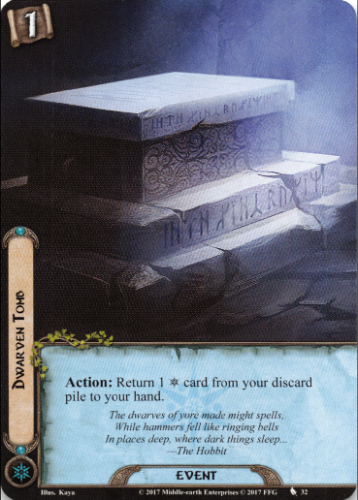 1
DWARVEN TOMB
Action: Return 1 card from your discard
pile to your hand.
The dwarves of yore made might spells,
While hammers fell like ringing bells
In places deep, where dark things sleep...
—The Hobbit
EVENT
Illus. Kaya
© 2017 Middle-earth Enterprises © 2017 FFG
32